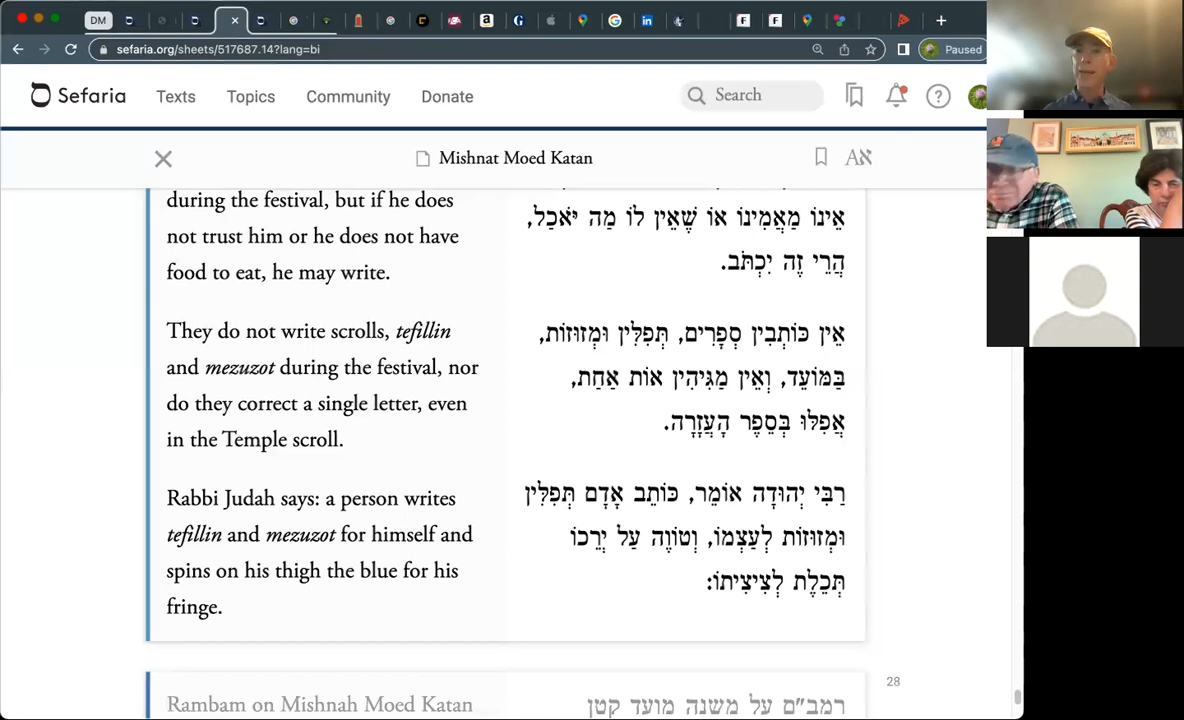 DM
sefaria.org/sheets/517687.14?lang=bi
Paused
Sefaria
Texts
Topics
Community
Donate
Search
Mishnat Moed Katan
אA
during the festival, but if he does
not trust him or he does not have
food to eat, he may write.
אֵינוֹ מַאֲמִינוֹ אוֹ שֶׁאֵין לוֹ מַה יֹּאכַל,
הֲרֵי זֶה יִכְתֹּב.
They do not write scrolls, tefillin
and mezuzot during the festival, nor
do they correct a single letter, even
in the Temple scroll.
אֵין כּוֹתְבִין סְפָרִים, תְּפִלִּין וּמְזוּזוֹת,
בַּמּוֹעֵד, וְאֵין מַגִּיהִין אוֹת אַחַת,
אֲפִלּוּ בְּסֵפֶר הָעֲזָרָה.
Rabbi Judah says: a person writes
tefillin and mezuzot for himself and
spins on his thigh the blue for his
fringe.
רַבִּי יְהוּדָה אוֹמֵר, כּוֹתֵב אָדָם תְּפִלִּין
וּמְזוּזוֹת לְעַצְמוֹ, וְטוֹוֶה עַל יְרֵכוֹ
תְּכֵלֶת לְצִיצִיתוֹ:
28
Rambam on Mishnah Moed Katan
רמב"ם על משנה מועד קטן